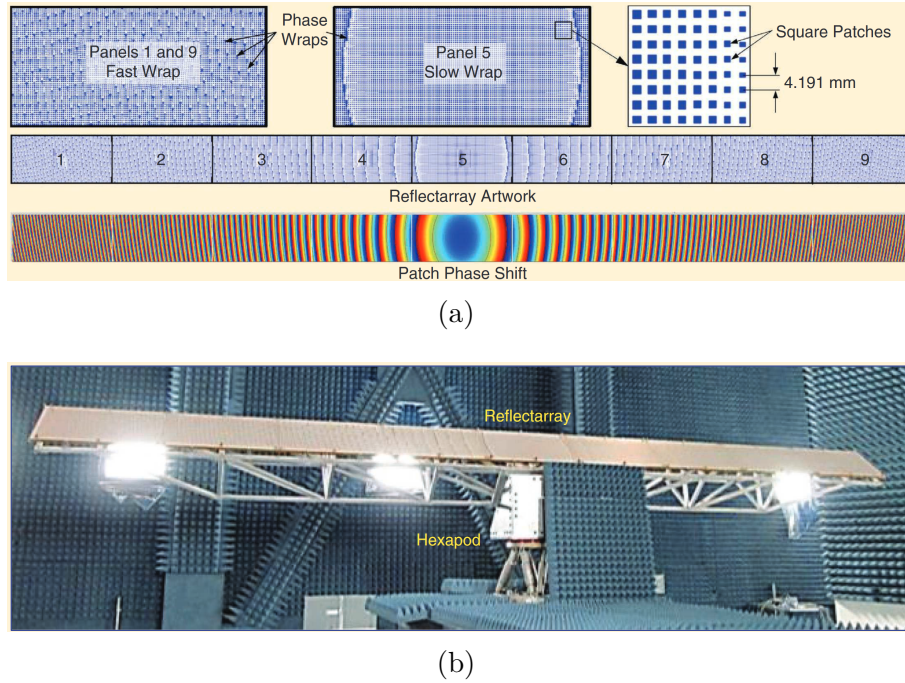 Panels 1 and 9
Fast Wrap
Phase
Wraps
Panel 5
Slow Wrap
Square Patches
4.191 mm
1 2 3 4 5 6 7 8 9
Reflectarray Artwork
Patch Phase Shift
(a)
Reflectarray
Hexapod
(b)